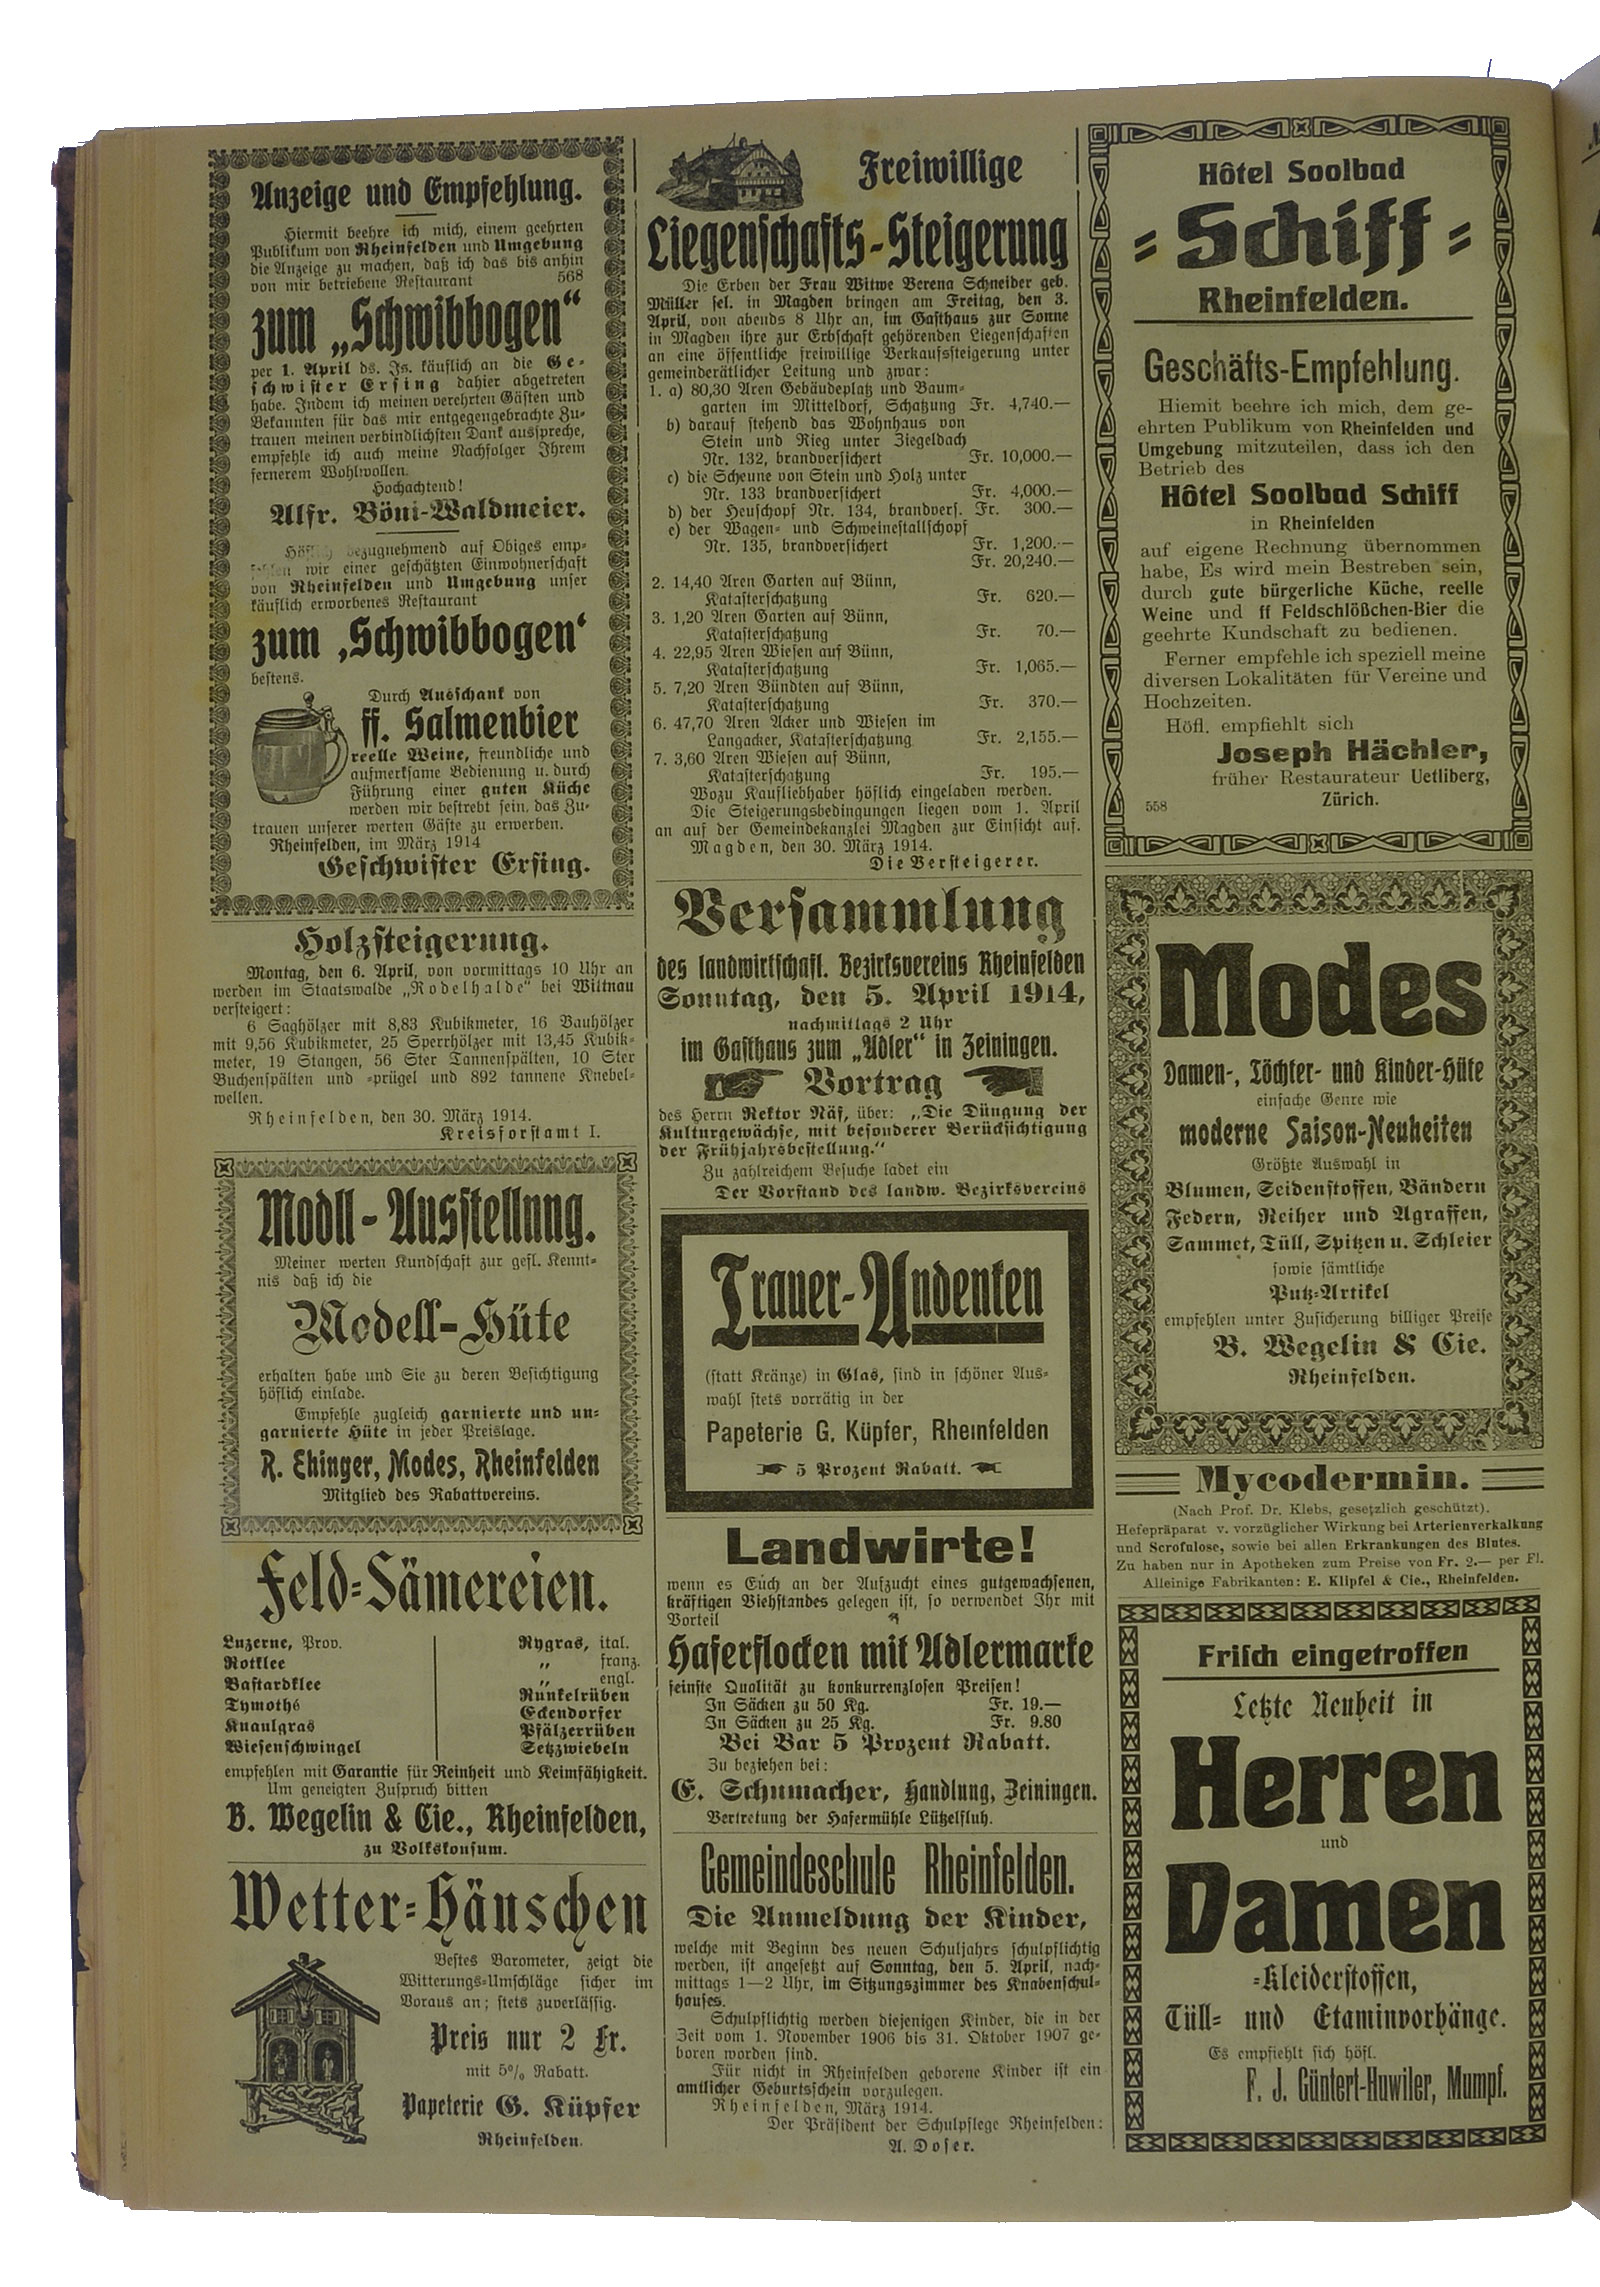 Anzeige und Empfehlung.
Hiermit beehre ich mich, einem geehrten
Publikum von Rheinfelden und Umgebung
die Anzeige zu machen, daß ich das bis anhin
von mir betriebene Restaurant 568
zum „Schwibbogen“
per 1. April ds. Js. käuflich an die Ge-
schwister Ersing dahier abgetreten
habe. Indem ich meinen verehrten Gästen und
Bekannten für das mir entgegengebrachte Zu-
trauen meinen verbindlichsten Dank ausspreche,
empfehle ich auch meine Nachfolger Ihrem
fernerem Wohlwollen.
Hochachtend!
Alfr. Böni-Waldmeier.
bezugnehmend auf Obiges emp-
wir einer geschätzten Einwohnerschaft
von Rheinfelden und Umgebung unser
käuflich erworbenes Restaurant
zum ‚Schwibbogen‘
bestens.
Durch Ausschank von
ff. Salmenbier
reelle Weine, freundliche und
aufmerksame Bedienung u. durch
Führung einer guten Küche
werden wir bestrebt sein, das Zu-
trauen unserer werten Gäste zu erwerben.
Rheinfelden, im März 1914
Geschwister Ersing.
Holzsteigerung.
Montag, den 6. April, von vormittags 10 Uhr an
werden im Staatswalde „Rodelhalde“ bei Wittnau
versteigert:
6 Saghölzer mit 8,83 Kubikmeter, 16 Bauhölzer
mit 9,56 Kubikmeter, 25 Sperrhölzer mit 13,45 Kubik-
meter, 19 Stangen, 56 Ster Tannenspälten, 10 Ster
Buchenspälten und -prügel und 892 tannene Knebel-
wellen.
Rheinfelden, den 30. März 1914.
Kreisforstamt I.
Modll-Ausstellung.
Meiner werten Kundschaft zur gefl. Kennt-
nis daß ich die
Modell-Hüte
erhalten habe und Sie zu deren Besichtigung
höflich einlade.
Empfehle zugleich garnierte und un-
garnierte Hüte in jeder Preislage.
R. Ehinger, Modes, Rheinfelden
Mitglied des Rabattvereins.
Feld-Sämereien.
Luzerne, Prov.
Rotklee
Bastardklee
Tymothé
Knaulgras
Wiesenschwingel
Rygras, ital.
„ franz.
„ engl.
Runkelrüben
Eckendorfer
Pfälzerrüben
Setzzwiebeln
empfehlen mit Garantie für Reinheit und Keimfähigkeit.
Um geneigten Zuspruch bitten
B. Wegelin & Cie., Rheinfelden,
zu Volkskonsum.
Wetter-Häuschen
Bestes Barometer, zeigt die
Witterungs-Umschläge sicher im
Voraus an; stets zuverlässig.
Preis nur 2 Fr.
mit 5% Rabatt.
Papeterie G. Küpfer
Rheinfelden.
Freiwillige
Liegenschafts-Steigerung
Die Erben der Frau Witwe Verena Schneider geb.
Müller sel. in Magden bringen am Freitag, den 3.
April, von abends 8 Uhr an, im Gasthaus zur Sonne
in Magden ihre zur Erbschaft gehörenden Liegenschaften
an eine öffentliche freiwillige Verkaufssteigerung unter
gemeinderätlicher Leitung und zwar:
1. a) 80,30 Aren Gebäudeplatz und Baum-
garten im Mitteldorf, Schatzung Fr. 4,740.—
b) darauf stehend das Wohnhaus von
Stein und Rieg unter Ziegeldach
Nr. 132, brandversichert Fr. 10,000.—
c) die Scheune von Stein und Holz unter
Nr. 133 brandversichert Fr. 4,000.—
d) der Heuschopf Nr. 134, brandvers. Fr. 300.—
e) der Wagen- und Schweinestallschopf
Nr. 135, brandversichert Fr. 1,200.—
Fr. 20,240.—
2. 14,40 Aren Garten auf Bünn,
Katasterschatzung Fr. 620.—
3. 1,20 Aren Garten auf Bünn,
Katasterschatzung Fr. 70.—
4. 22,95 Aren Wiesen auf Bünn,
Katasterschatzung Fr. 1,065.—
5. 7,20 Aren Bündten auf Bünn,
Katasterschatzung Fr. 370.—
6. 47,70 Aren Acker und Wiesen im
Langacker, Katasterschatzung Fr. 2,155.—
7. 3,60 Aren Wiesen auf Bünn,
Katasterschatzung Fr. 195.—
Wozu Kaufliebhaber höflich eingeladen werden.
Die Steigerungsbedingungen liegen vom 1. April
an auf der Gemeindekanzlei Magden zur Einsicht auf.
Magden, den 30. März 1914.
Die Versteigerer.
Versammlung
des landwirtschaft. Bezirksvereins Rheinfelden
Sonntag, den 5. April 1914,
nachmittags 2 Uhr
im Gasthaus zum „Adler“ in Zeiningen.
Vortrag
des Herrn Rektor Näf, über: „Die Düngung der
Kulturgewächse, mit besonderer Berücksichtigung
der Frühjahrsbestellung.“
Zu zahlreichem Besuche ladet ein
Der Vorstand des landw. Bezirksvereins
Trauer-Andenken
(statt Kränze) in Glas, sind in schöner Aus-
wahl stets vorrätig in der
Papeterie G. Küpfer, Rheinfelden
5 Prozent Rabatt.
Landwirte!
wenn es Euch an der Aufzucht eines gutgewachsenen,
kräftigen Viehstandes gelegen ist, so verwendet Ihr mit
Vorteil
Haferflocken mit Adlermarke
feinste Qualität zu konkurrenzlosen Preisen!
In Säcken zu 50 Kg. Fr. 19.—
In Säcken zu 25 Kg. Fr. 9.80
Bei Bar 5 Prozent Rabatt.
Zu beziehen bei:
E. Schumacher, Handlung, Zeiningen.
Vertretung der Hafermühle Lützelfluh.
Gemeindeschule Rheinfelden.
Die Anmeldung der Kinder,
welche mit Beginn des neuen Schuljahrs schulpflichtig
werden, ist angesetzt auf Sonntag, den 5. April, nach-
mittags 1—2 Uhr, im Sitzungszimmer des Knabenschul-
hauses.
Schulpflichtig werden diejenigen Kinder, die in der
Zeit vom 1. November 1906 bis 31. Oktober 1907 ge-
boren worden sind.
Für nicht in Rheinfelden geborene Kinder ist ein
amtlicher Geburtsschein vorzulegen.
Rheinfelden, März 1914.
Der Präsident der Schulpflege Rheinfelden:
A. Doser.
Hôtel Soolbad
Schiff
Rheinfelden.
Geschäfts-Empfehlung.
Hiemit beehre ich mich, dem ge-
ehrten Publikum von Rheinfelden und
Umgebung mitzuteilen, dass ich den
Betrieb des
Hôtel Soolbad Schiff
in Rheinfelden
auf eigene Rechnung übernommen
habe, Es wird mein Bestreben sein,
durch gute bürgerliche Küche, reelle
Weine und ff Feldschlößchen-Bier die
geehrte Kundschaft zu bedienen.
Ferner empfehle ich speziell meine
diversen Lokalitäten für Vereine und
Hochzeiten.
Höfl. empfiehlt sich
Joseph Hächler,
früher Restaurateur Uetliberg,
558 Zürich.
Modes
Damen-, Töchter- und Kinder-Hüte
einfache Genre wie
moderne Saison-Neuheiten
Größte Auswahl in
Blumen, Seidenstoffen, Bändern
Federn, Reiher und Agraffen,
Sammet, Tüll, Spitzen u. Schleier
sowie sämtliche
Putz-Artikel
empfehlen unter Zusicherung billiger Preise
B. Wegelin & Cie.
Rheinfelden.
Mycodermin.
(Nach Prof. Dr. Klebs, gesetzlich geschützt).
Hefepräparat v. vorzüglicher Wirkung bei Arterienverkalkung
und Scrofulose, sowie bei allen Erkrankungen des Blutes.
Zu haben nur in Apotheken zum Preise von Fr. 2.— per Fl.
Alleinige Fabrikanten: E. Klipfel & Cie., Rheinfelden.
Frisch eingetroffen
Letzte Neuheit in
Herren
und
Damen
-Kleiderstoffen,
Tüll- und Etaminvorhänge.
Es empfiehlt sich höfl.
F. J. Güntert-Huwiler, Mumpf.